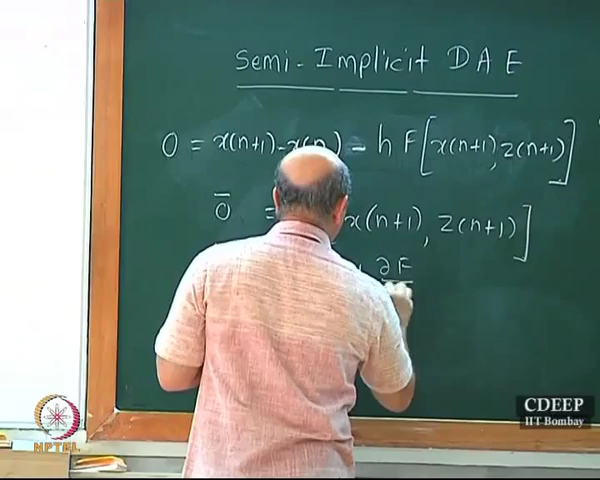 Semi-Implicit DAE
0 = x(n+1) - x(n) - h F[x(n+1), z(n+1)]
0̅ = x(n+1), z(n+1)]
∂F
CDEEP
IIT Bombay
NPTEL